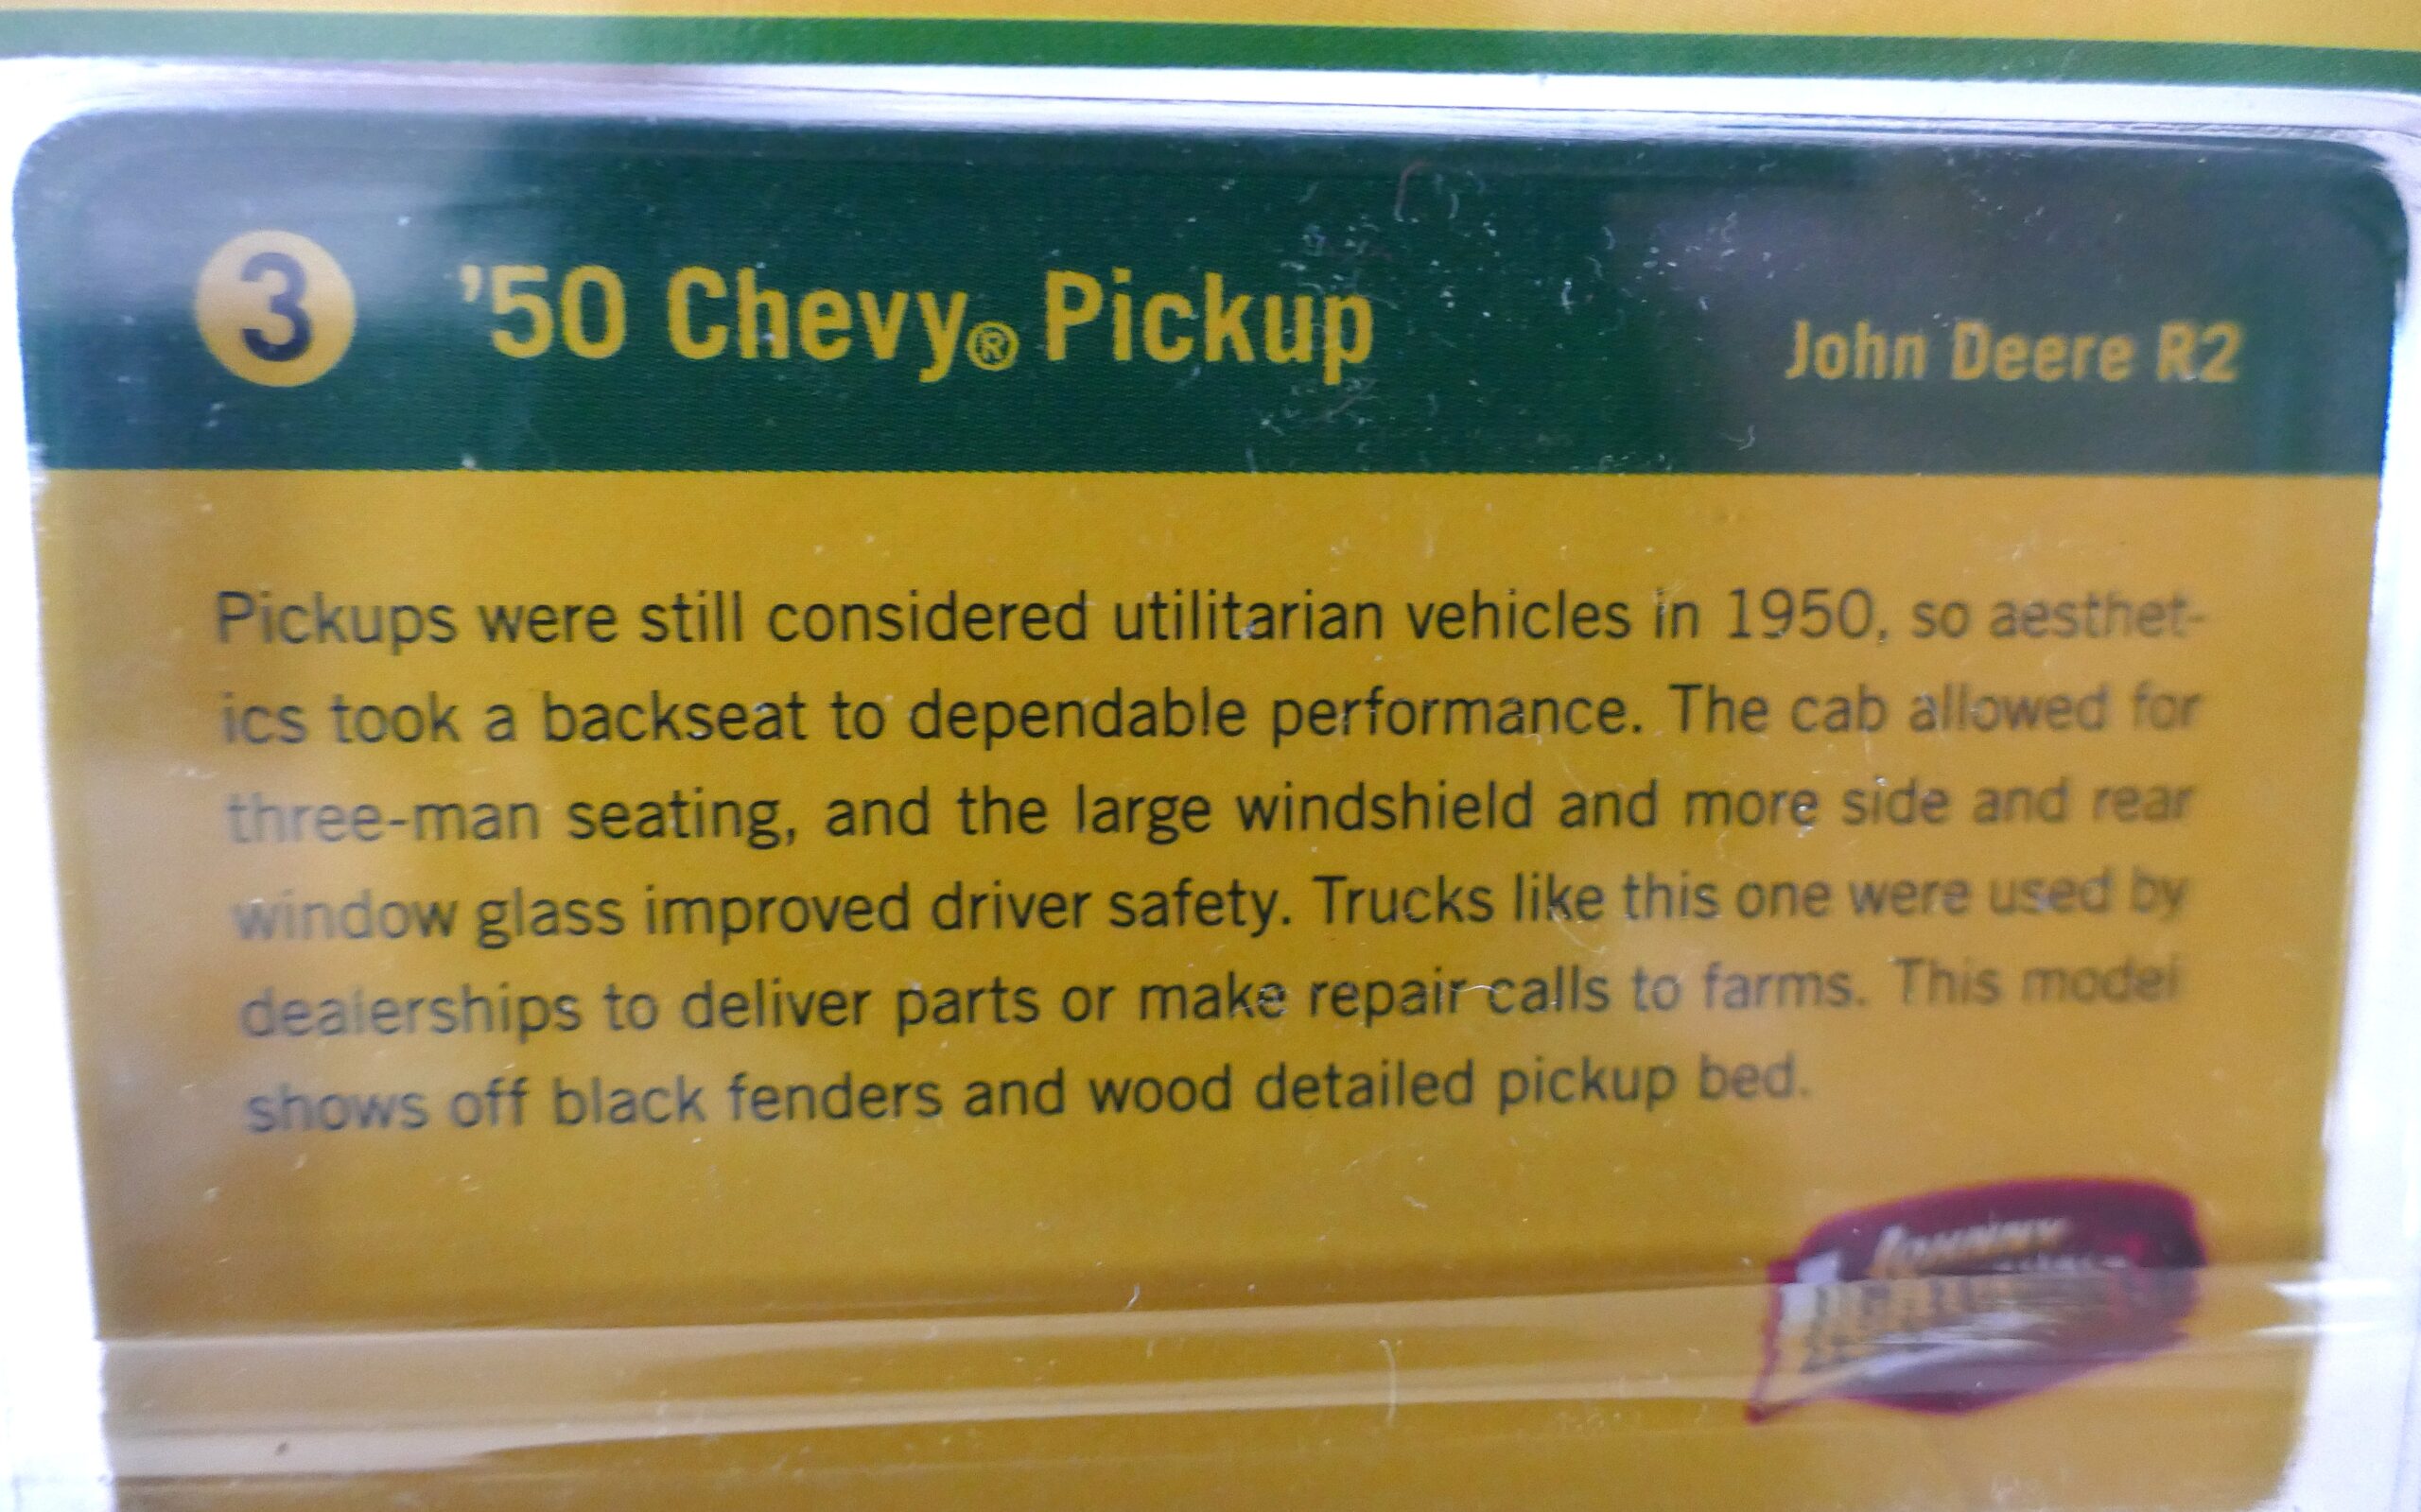 3 '50 Chevy® Pickup John Deere R2
Pickups were still considered utilitarian vehicles in 1950, so aesthet-
ics took a backseat to dependable performance. The cab allowed for
three-man seating, and the large windshield and more side and rear
window glass improved driver safety. Trucks like this one were used by
dealerships to deliver parts or make repair calls to farms. This model
shows off black fenders and wood detailed pickup bed.